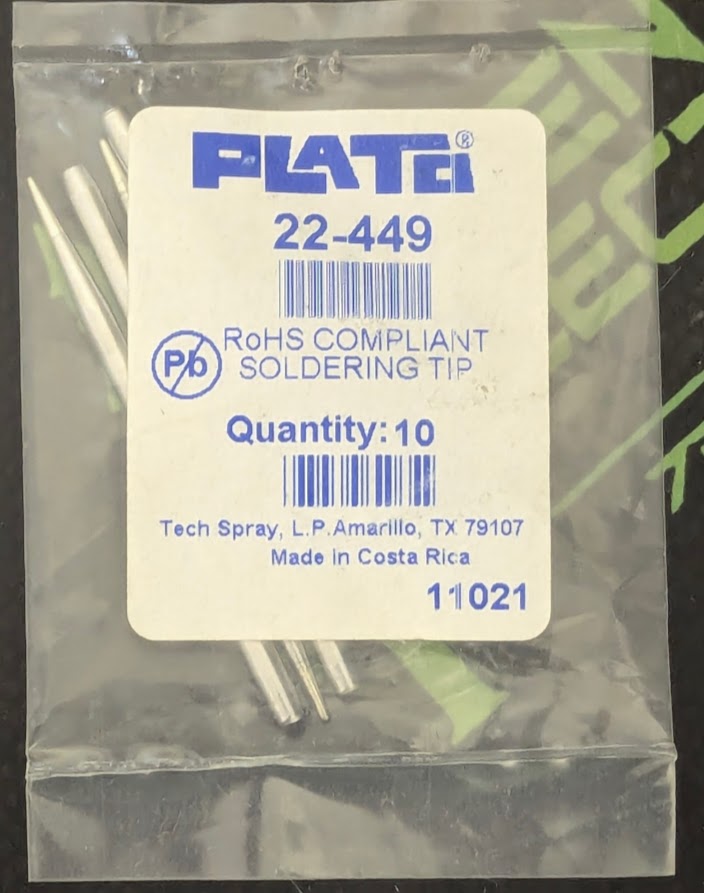 PLATO®
22-449
Pb
RoHS COMPLIANT
SOLDERING TIP
Quantity: 10
Tech Spray, L.P. Amarillo, TX 79107
Made in Costa Rica
11021